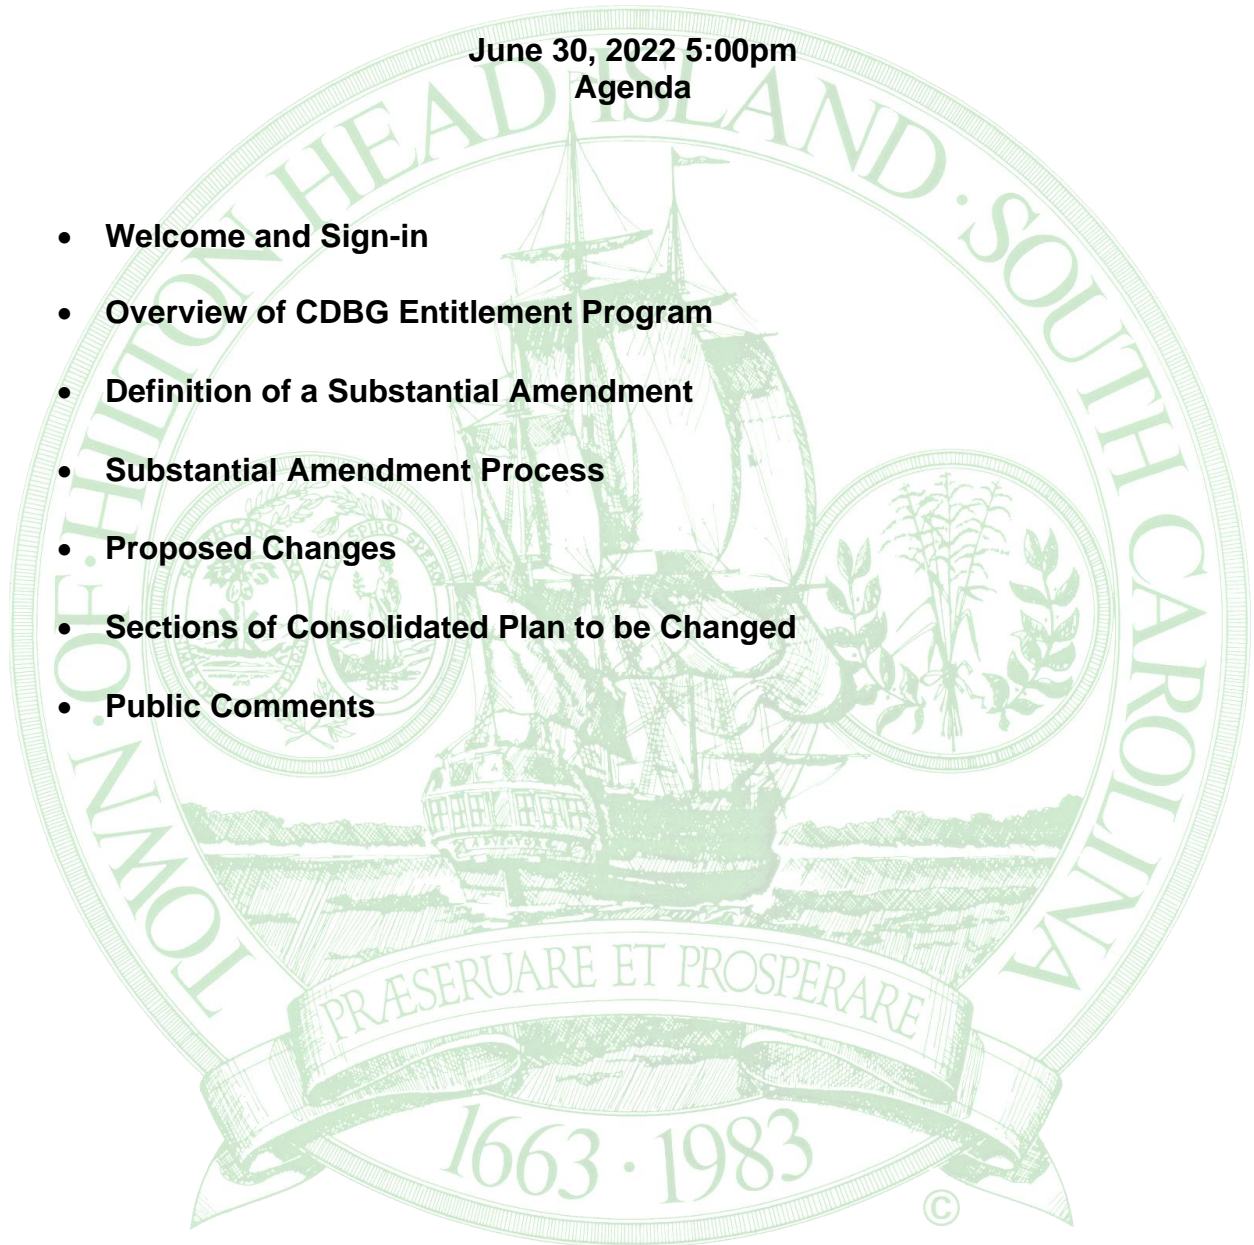 June 30, 2022 5:00pm
Agenda
• Welcome and Sign-in
• Overview of CDBG Entitlement Program
• Definition of a Substantial Amendment
• Substantial Amendment Process
• Proposed Changes
• Sections of Consolidated Plan to be Changed
• Public Comments
TOWN · OF · HILTON HEAD ISLAND · SOUTH CAROLINA
ADVENTURE
PRÆSERUARE ET PROSPERARE
1663 · 1983
©